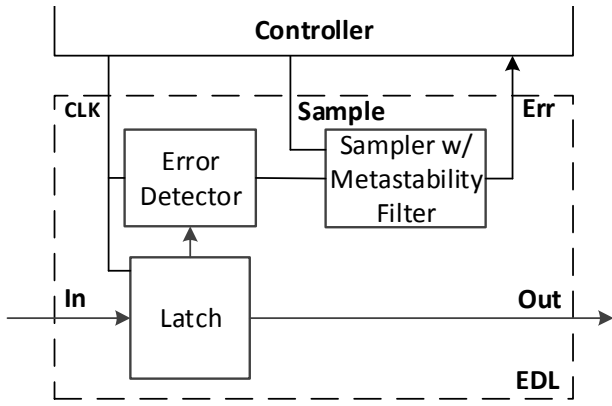 Controller
CLK
Sample
Err
Error
Detector
Sampler w/
Metastability
Filter
In
Latch
Out
EDL